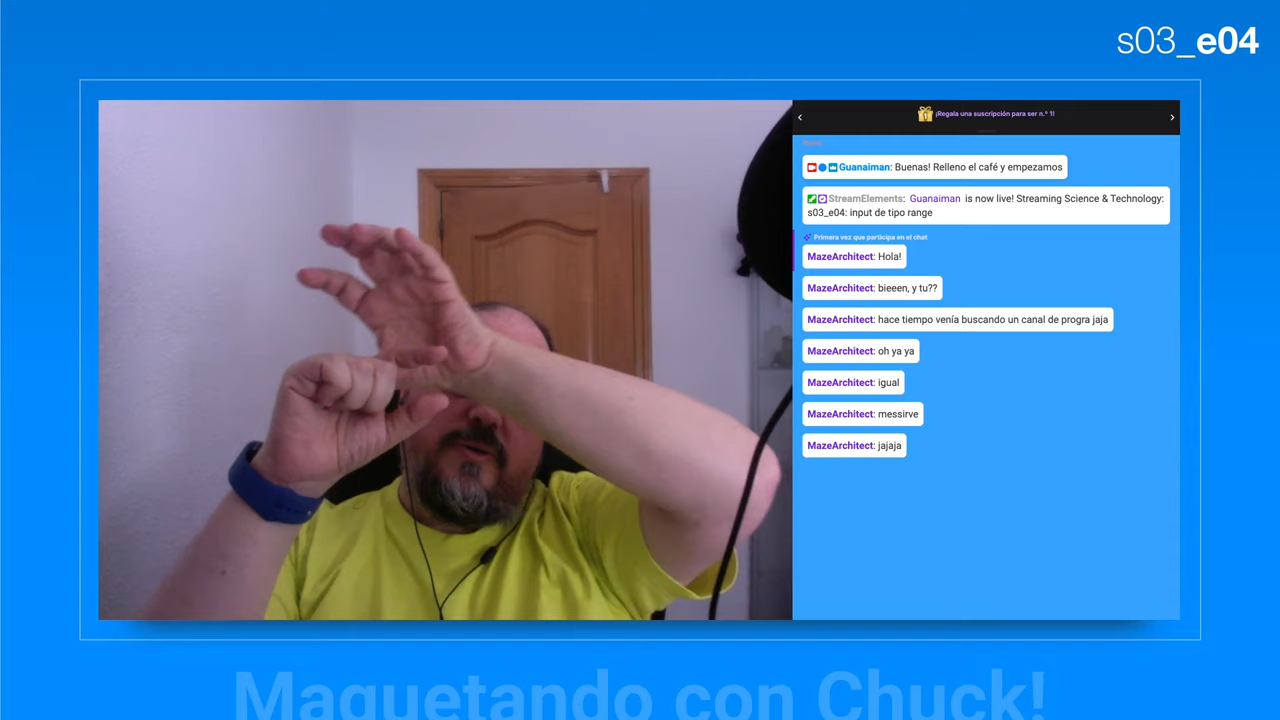 s03_e04
¡Regala una suscripción para ser n.º 1!
Guanaiman: Buenas! Relleno el café y empezamos
StreamElements: Guanaiman is now live! Streaming Science & Technology:
s03_e04: input de tipo range
Primera vez que participa en el chat
MazeArchitect: Hola!
MazeArchitect: bieeen, y tu??
MazeArchitect: hace tiempo venía buscando un canal de progra jaja
MazeArchitect: oh ya ya
MazeArchitect: igual
MazeArchitect: messirve
MazeArchitect: jajaja
Maquetando con Chuck!